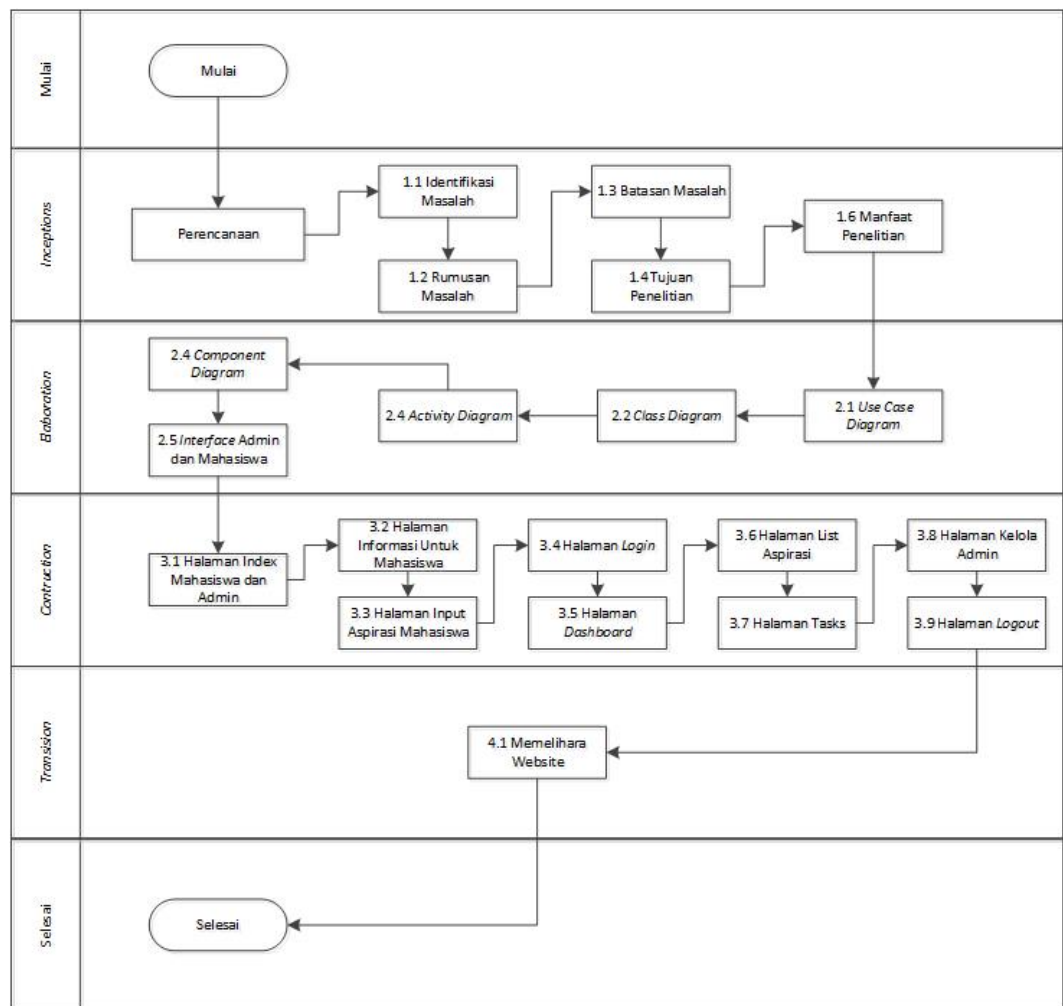 Mulai
Mulai
Inceptions
Perencanaan
1.1 Identifikasi
Masalah
1.2 Rumusan
Masalah
1.3 Batasan Masalah
1.4 Tujuan
Penelitian
1.6 Manfaat
Penelitian
Elaboration
2.1 Use Case
Diagram
2.2 Class Diagram
2.4 Activity Diagram
2.4 Component
Diagram
2.5 Interface Admin
dan Mahasiswa
Contruction
3.1 Halaman Index
Mahasiswa dan
Admin
3.2 Halaman
Informasi Untuk
Mahasiswa
3.3 Halaman Input
Aspirasi Mahasiswa
3.4 Halaman Login
3.5 Halaman
Dashboard
3.6 Halaman List
Aspirasi
3.7 Halaman Tasks
3.8 Halaman Kelola
Admin
3.9 Halaman Logout
Transision
4.1 Memelihara
Website
Selesai
Selesai